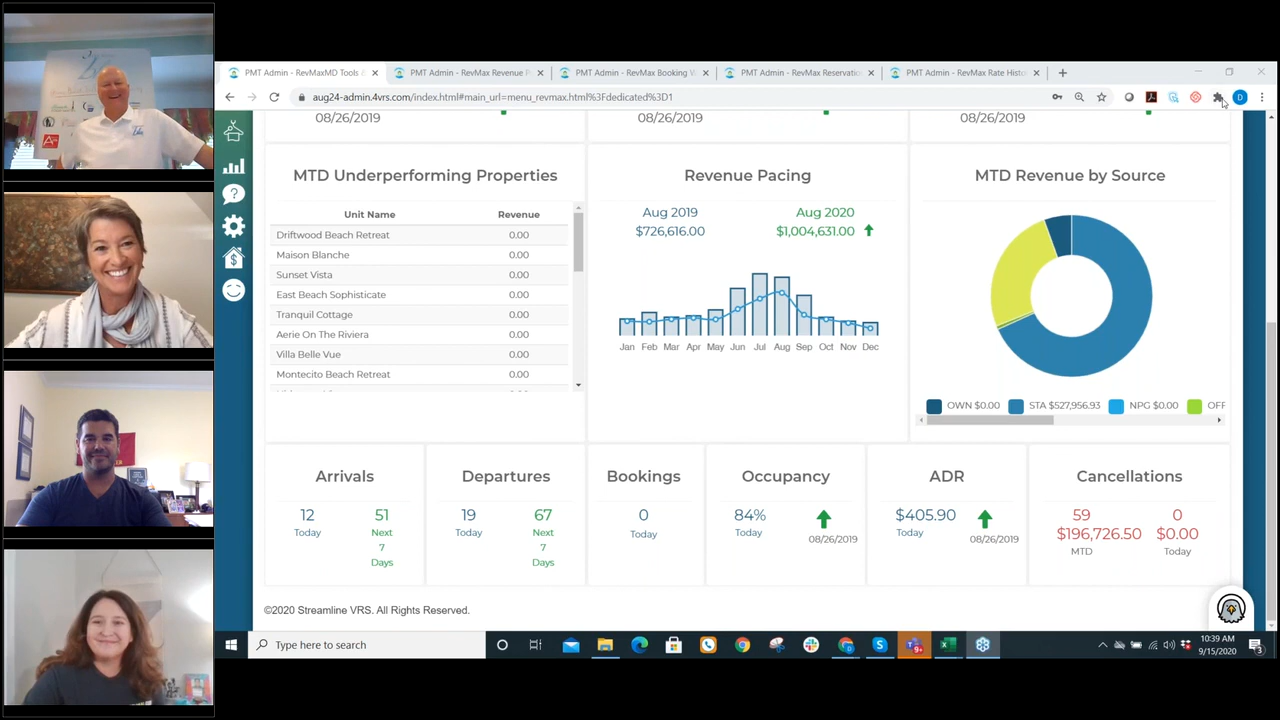 PMT Admin - RevMaxMD Tools &
PMT Admin - RevMax Revenue P
PMT Admin - RevMax Booking W
PMT Admin - RevMax Reservatio
PMT Admin - RevMax Rate Histo
aug24-admin.4vrs.com/index.html#main_url=menu_revmax.html%3Fdedicated%3D1
D
08/26/2019
08/26/2019
08/26/2019
MTD Underperforming Properties
Unit Name Revenue
Driftwood Beach Retreat 0.00
Maison Blanche 0.00
Sunset Vista 0.00
East Beach Sophisticate 0.00
Tranquil Cottage 0.00
Aerie On The Riviera 0.00
Villa Belle Vue 0.00
Montecito Beach Retreat 0.00
Revenue Pacing
Aug 2019 Aug 2020
$726,616.00 $1,004,631.00
Jan Feb Mar Apr May Jun Jul Aug Sep Oct Nov Dec
MTD Revenue by Source
OWN $0.00 STA $527,956.93 NPG $0.00 OFF
Arrivals
12 51
Today Next
7
Days
Departures
19 67
Today Next
7
Days
Bookings
0
Today
Occupancy
84%
Today
08/26/2019
ADR
$405.90
Today
08/26/2019
Cancellations
59 0
$196,726.50 $0.00
MTD Today
©2020 Streamline VRS. All Rights Reserved.
Type here to search
9+
10:39 AM
9/15/2020
3